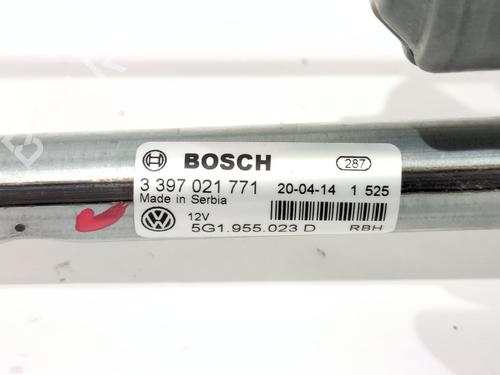 BOSCH 287
3 397 021 771 20-04-14 1 525
Made in Serbia
12V
5G1.955.023 D RBH